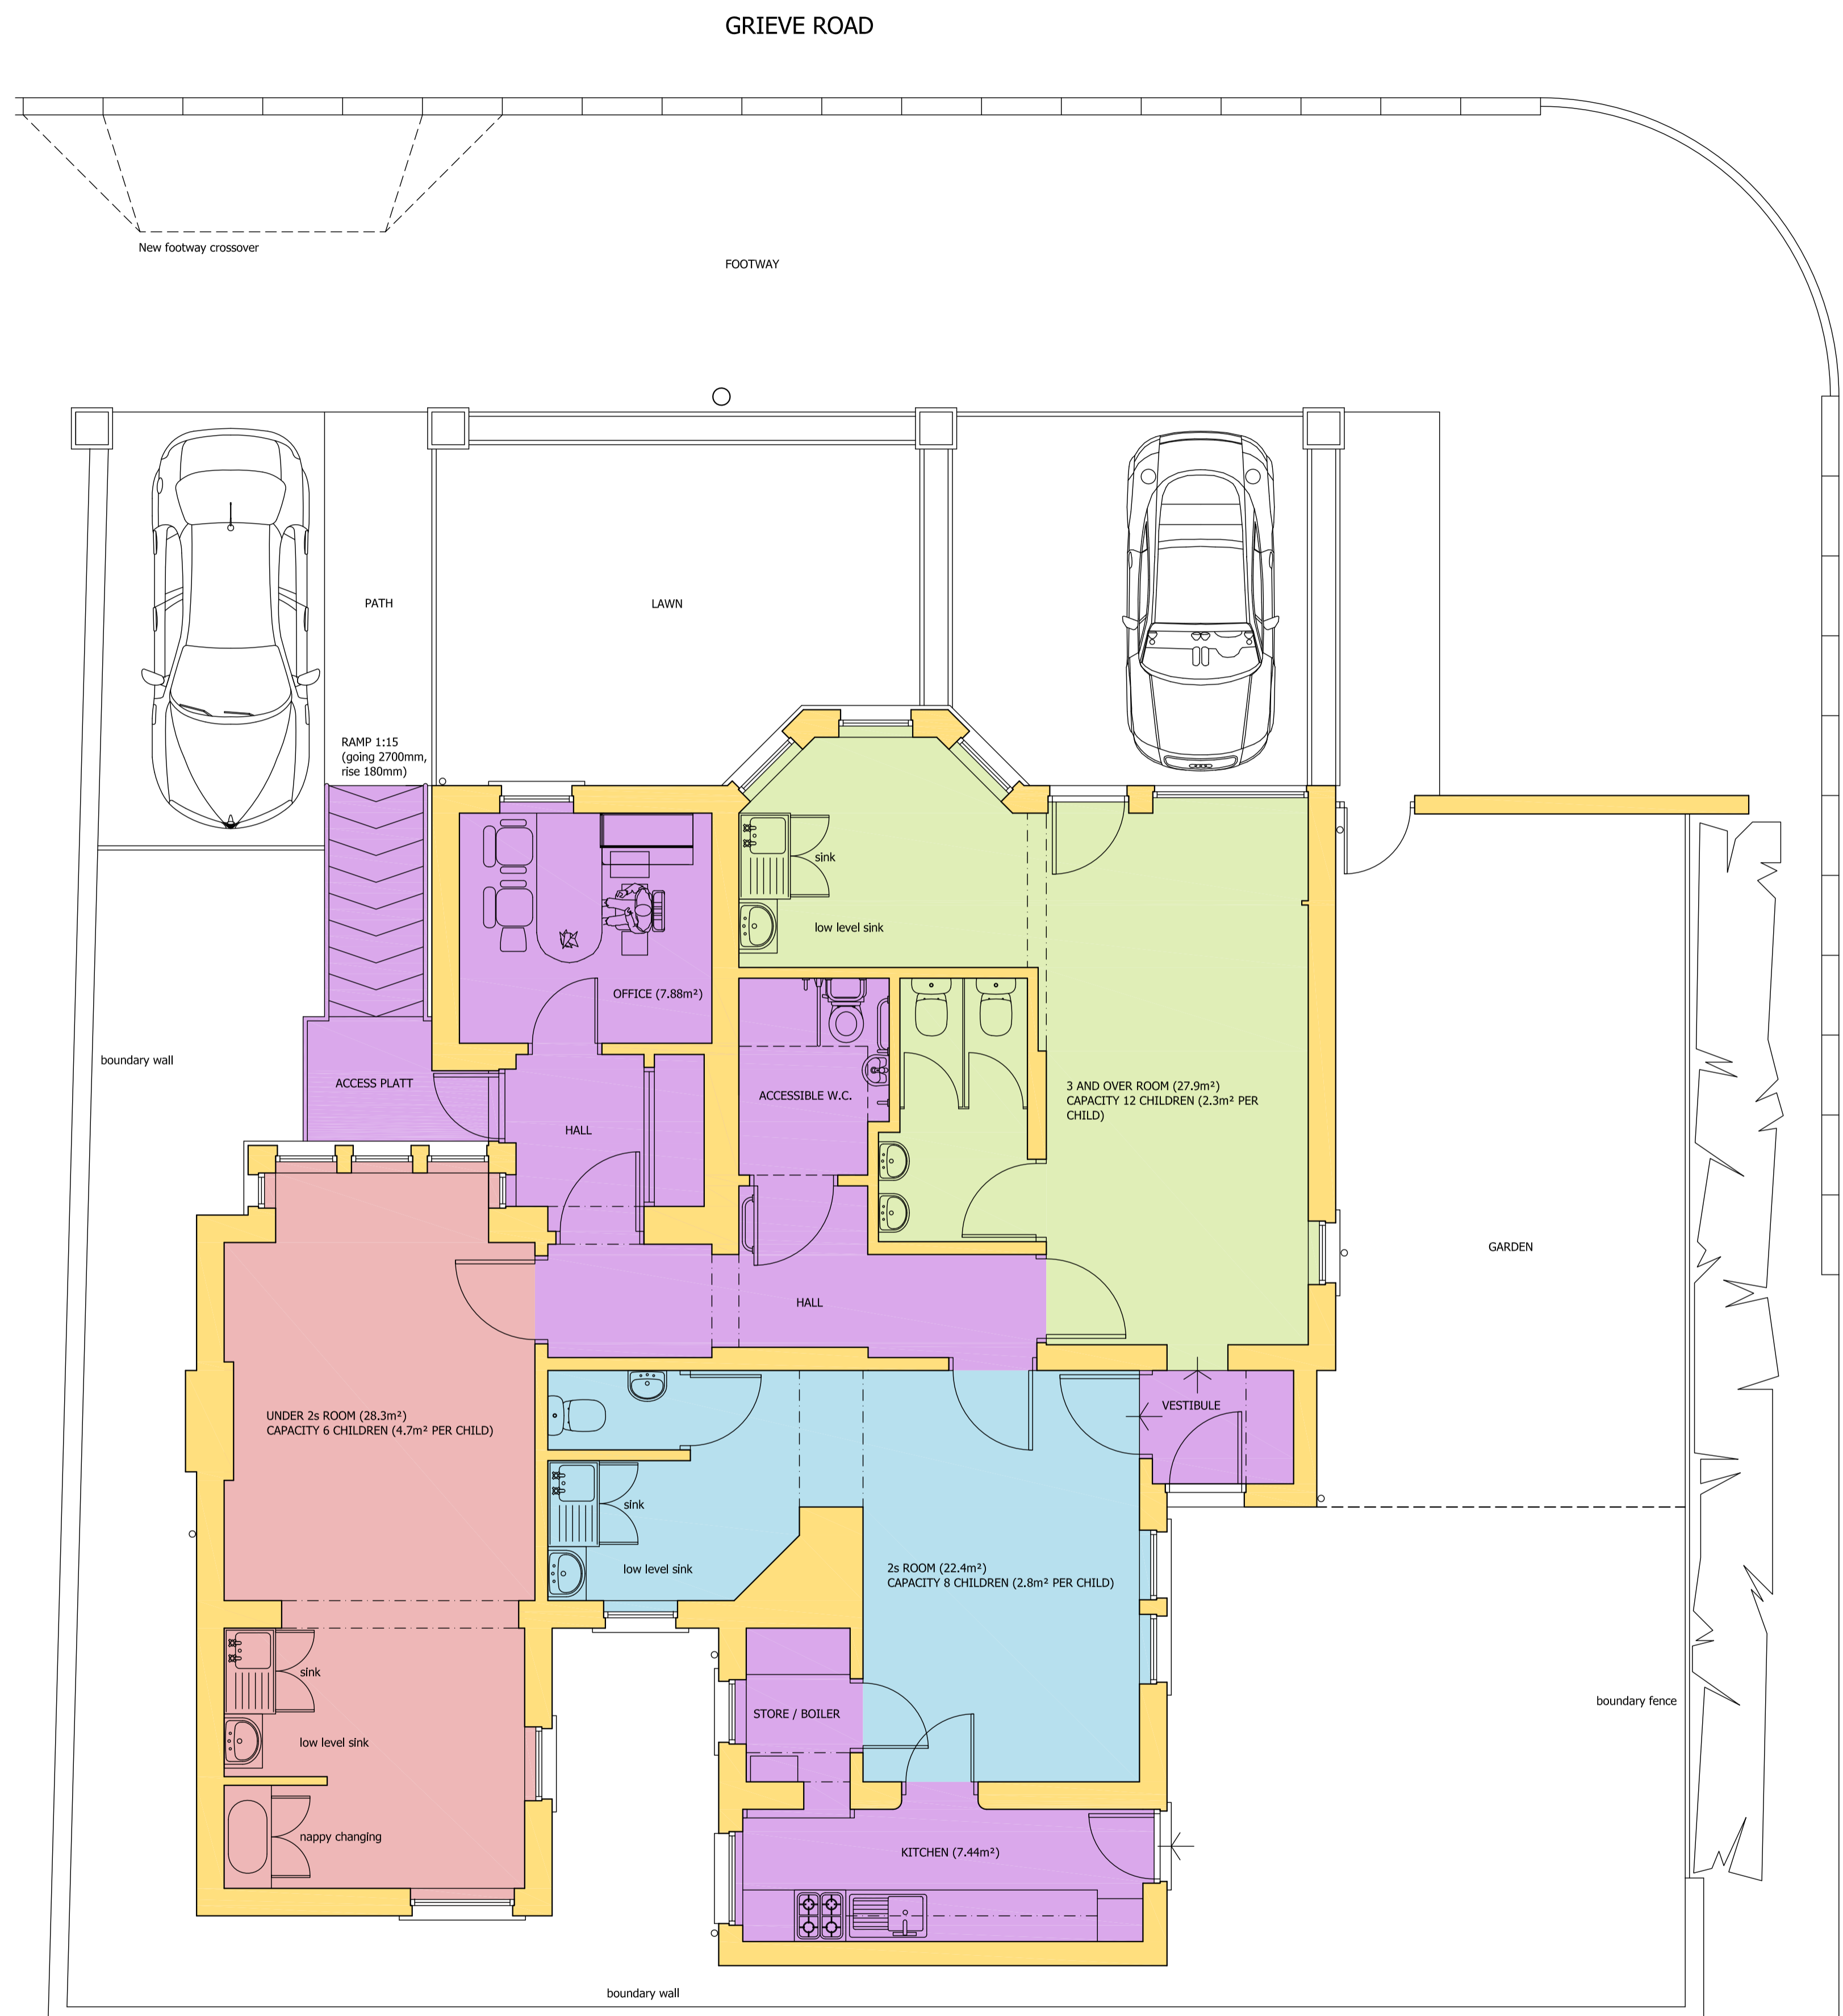 GRIEVE ROAD
New footway crossover
FOOTWAY
PATH
LAWN
RAMP 1:15
(going 2700mm,
rise 180mm)
sink
low level sink
OFFICE (7.88m²)
boundary wall
ACCESS PLATT
ACCESSIBLE W.C.
3 AND OVER ROOM (27.9m²)
CAPACITY 12 CHILDREN (2.3m² PER
CHILD)
HALL
GARDEN
HALL
VESTIBULE
UNDER 2s ROOM (28.3m²)
CAPACITY 6 CHILDREN (4.7m² PER CHILD)
sink
low level sink
2s ROOM (22.4m²)
CAPACITY 8 CHILDREN (2.8m² PER CHILD)
sink
boundary fence
STORE / BOILER
low level sink
nappy changing
KITCHEN (7.44m²)
boundary wall